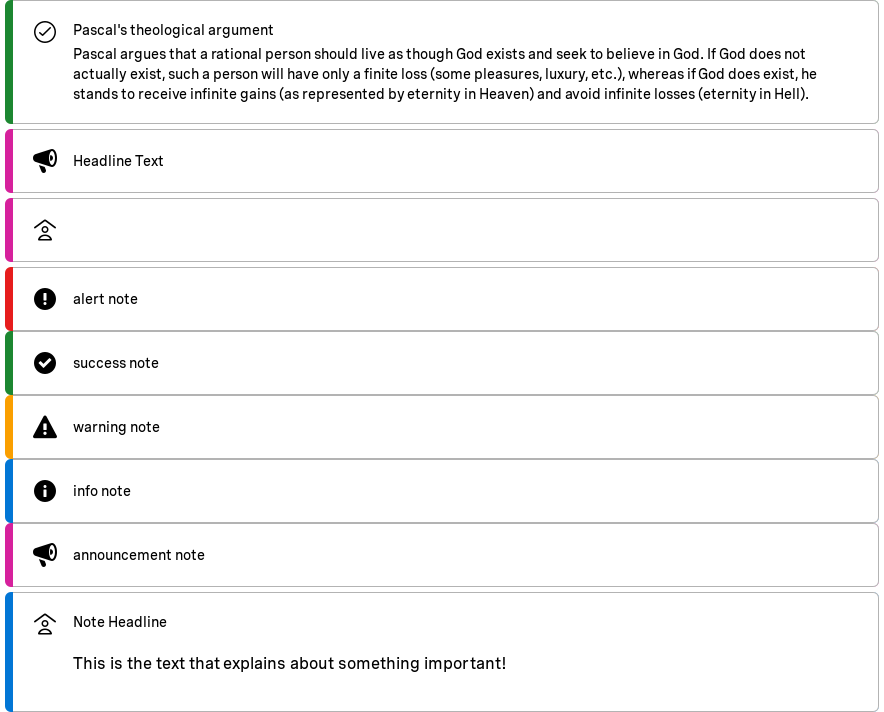 Pascal's theological argument
Pascal argues that a rational person should live as though God exists and seek to believe in God. If God does not
actually exist, such a person will have only a finite loss (some pleasures, luxury, etc.), whereas if God does exist, he
stands to receive infinite gains (as represented by eternity in Heaven) and avoid infinite losses (eternity in Hell).
Headline Text
alert note
success note
warning note
info note
announcement note
Note Headline
This is the text that explains about something important!